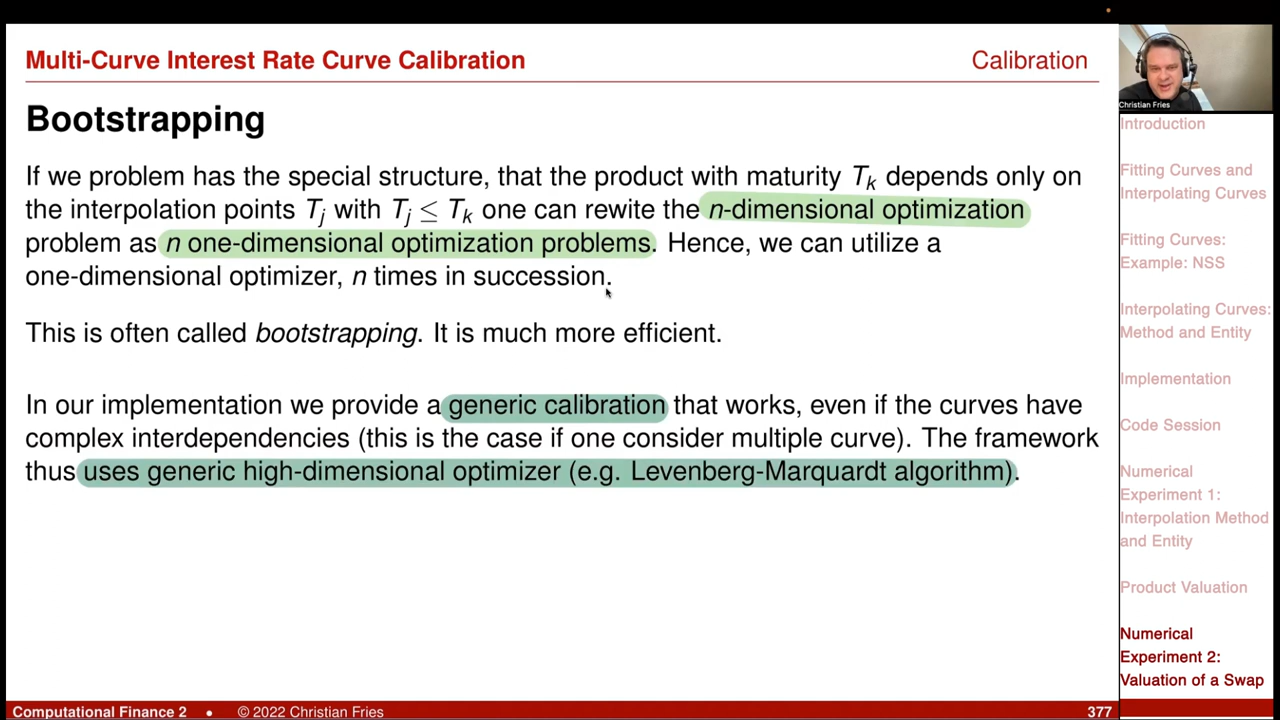 Multi-Curve Interest Rate Curve Calibration
Calibration
Bootstrapping
If we problem has the special structure, that the product with maturity Tk depends only on
the interpolation points Tj with Tj ≤ Tk one can rewite the n-dimensional optimization
problem as n one-dimensional optimization problems. Hence, we can utilize a
one-dimensional optimizer, n times in succession.
This is often called bootstrapping. It is much more efficient.
In our implementation we provide a generic calibration that works, even if the curves have
complex interdependencies (this is the case if one consider multiple curve). The framework
thus uses generic high-dimensional optimizer (e.g. Levenberg-Marquardt algorithm).
Christian Fries
Introduction
Fitting Curves and
Interpolating Curves
Fitting Curves:
Example: NSS
Interpolating Curves:
Method and Entity
Implementation
Code Session
Numerical
Experiment 1:
Interpolation Method
and Entity
Product Valuation
Numerical
Experiment 2:
Valuation of a Swap
Computational Finance 2 • © 2022 Christian Fries
377